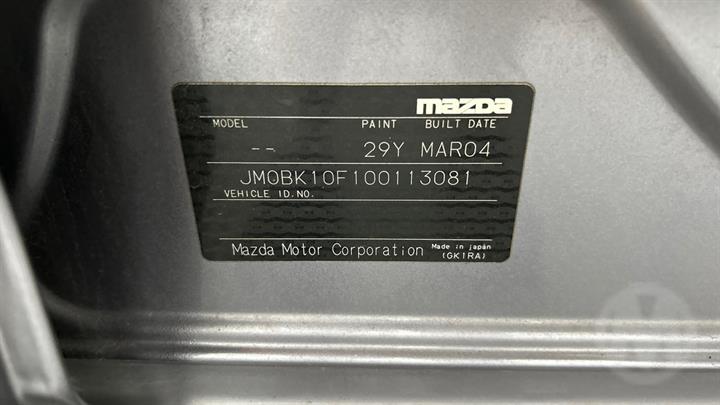 mazda
MODEL PAINT BUILT DATE
-- 29Y MAR04
JM0BK10F100113081
VEHICLE ID.NO.
Mazda Motor Corporation Made in japan
(GK1RA)